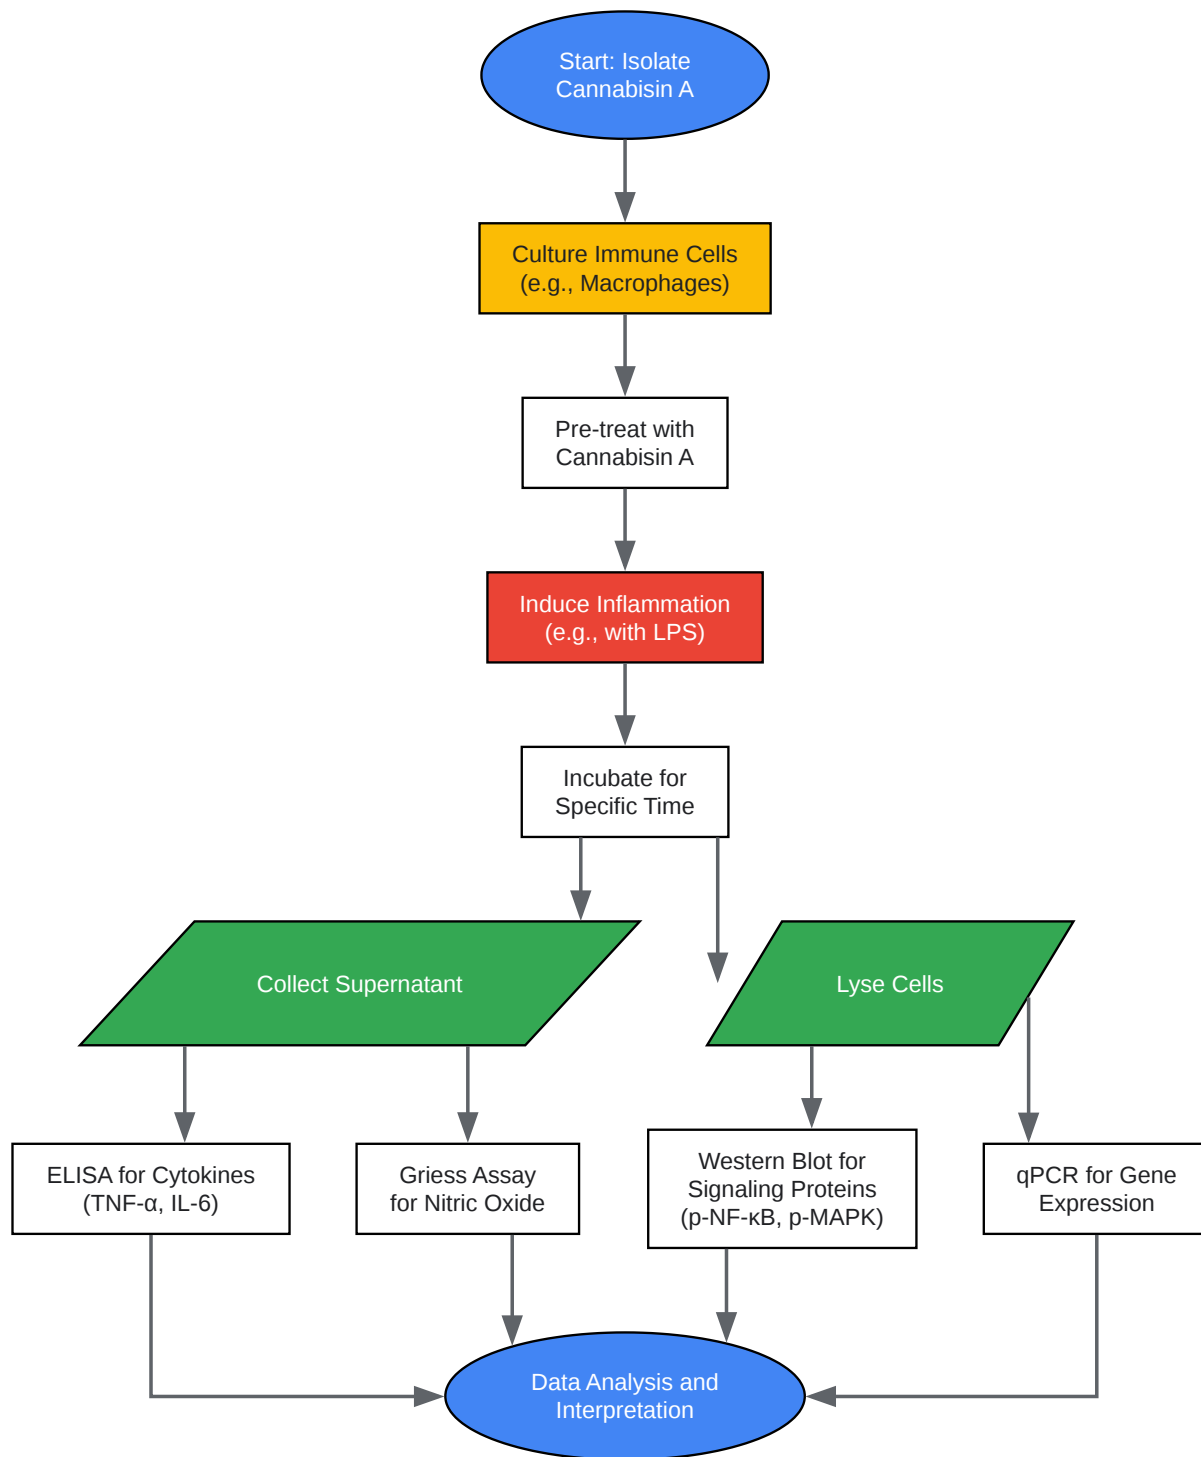 Start: Isolate
Cannabisin A
Culture Immune Cells
(e.g., Macrophages)
Pre-treat with
Cannabisin A
Induce Inflammation
(e.g., with LPS)
Incubate for
Specific Time
Collect Supernatant
Lyse Cells
ELISA for Cytokines
(TNF-α, IL-6)
Griess Assay
for Nitric Oxide
Western Blot for
Signaling Proteins
(p-NF-κB, p-MAPK)
qPCR for Gene
Expression
Data Analysis and
Interpretation